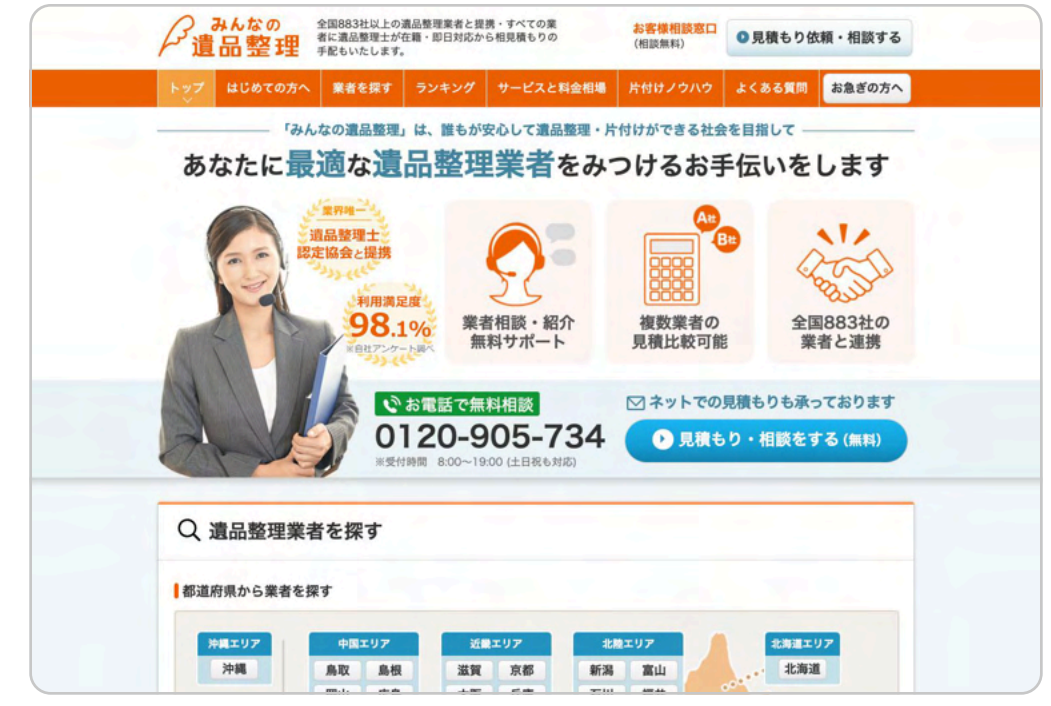 みんなの
遺品整理
全国883社以上の遺品整理業者と提携・すべての業
者に遺品整理士が在籍・即日対応から相見積もりの
手配もいたします。
お客様相談窓口
(相談無料)
見積もり依頼・相談する
トップ はじめての方へ 業者を探す ランキング サービスと料金相場 片付けノウハウ よくある質問 お急ぎの方へ
「みんなの遺品整理」は、誰もが安心して遺品整理・片付けができる社会を目指して
あなたに最適な遺品整理業者をみつけるお手伝いをします
業界唯一
遺品整理士
認定協会と提携
利用満足度
98.1%
※自社アンケート調べ
業者相談・紹介
無料サポート
A社
B社
複数業者の
見積比較可能
全国883社の
業者と連携
お電話で無料相談
0120-905-734
※受付時間 8:00〜19:00 (土日祝も対応)
ネットでの見積もりも承っております
見積もり・相談をする (無料)
遺品整理業者を探す
都道府県から業者を探す
沖縄エリア 中国エリア 近畿エリア 北陸エリア 北海道エリア
沖縄 鳥取 島根 滋賀 京都 新潟 富山 北海道